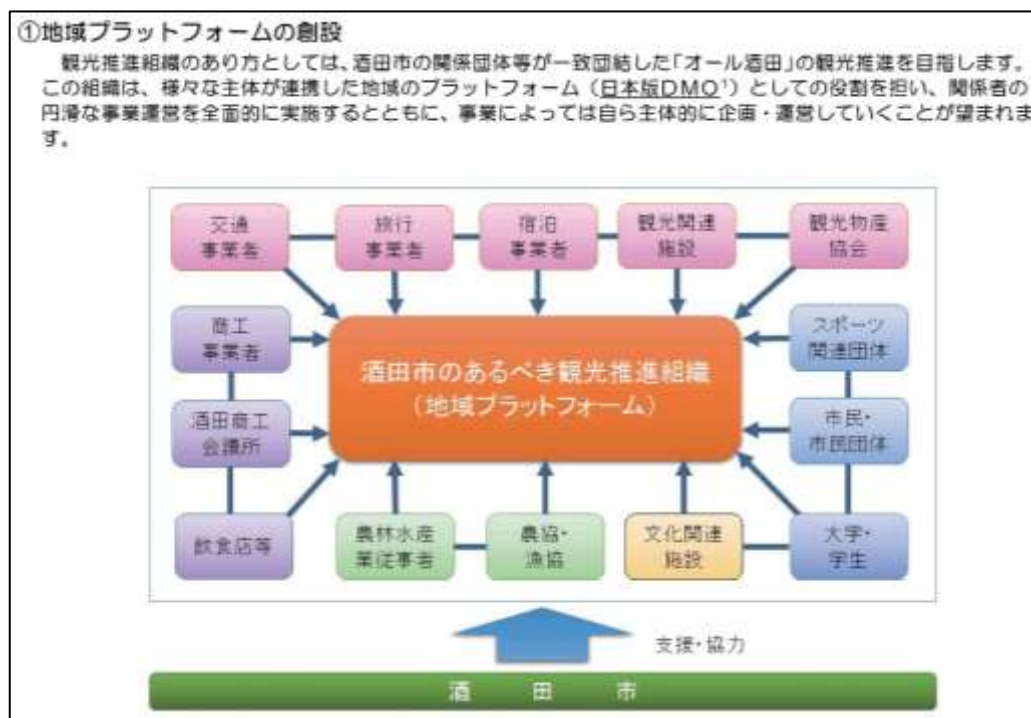 ①地域プラットフォームの創設
観光推進組織のあり方としては、酒田市の関係団体等が一致団結した「オール酒田」の観光推進を目指します。
この組織は、様々な主体が連携した地域のプラットフォーム（日本版DMO¹）としての役割を担い、関係者の
円滑な事業運営を全面的に実施するとともに、事業によっては自ら主体的に企画・運営していくことが望まれま
す。
交通
事業者
旅行
事業者
宿泊
事業者
観光関連
施設
観光物産
協会
商工
事業者
スポーツ
関連団体
酒田市のあるべき観光推進組織
（地域プラットフォーム）
酒田商工
会議所
市民・
市民団体
飲食店等
農林水産
業従事者
農協・
漁協
文化関連
施設
大学・
学生
支援・協力
酒田市